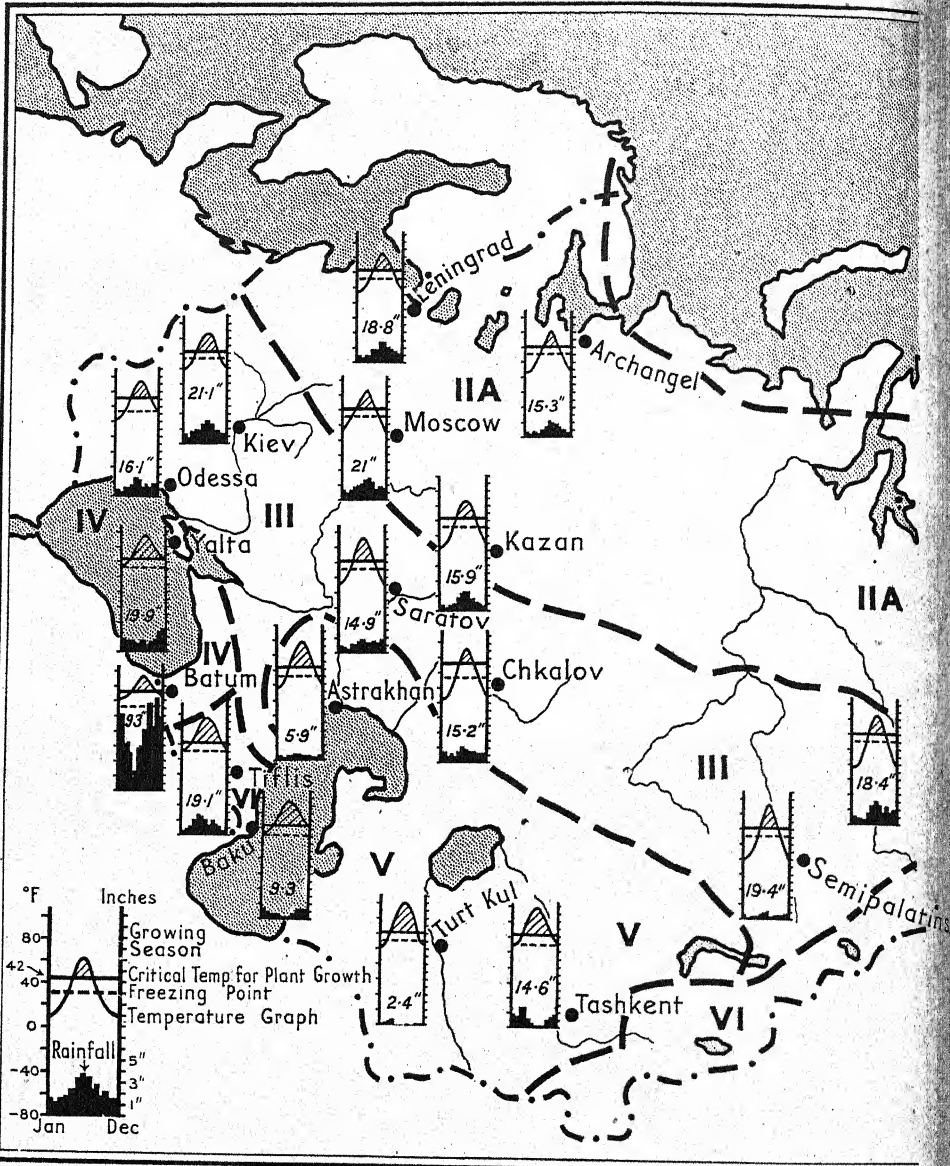 Leningrad
18·8"
IIA
Archangel
15·3"
21·1"
Kiev
Moscow
21"
16·1"
Odessa
IV
III
Yalta
19·9"
Kazan
15·9"
IIA
Saratov
14·9"
IV
Batum
93"
Astrakhan
5·9"
Chkalov
15·2"
Tiflis
19·1"
VI
III
18·4"
Baku
9·3
V
Semipalatins
19·4"
Turt Kul
2·4"
V
14·6"
Tashkent
VI
°F Inches
80
Growing
Season
42
40
Critical Temp for Plant Growth
Freezing Point
0
Temperature Graph
Rainfall
-40
5"
3"
1"
-80
Jan Dec